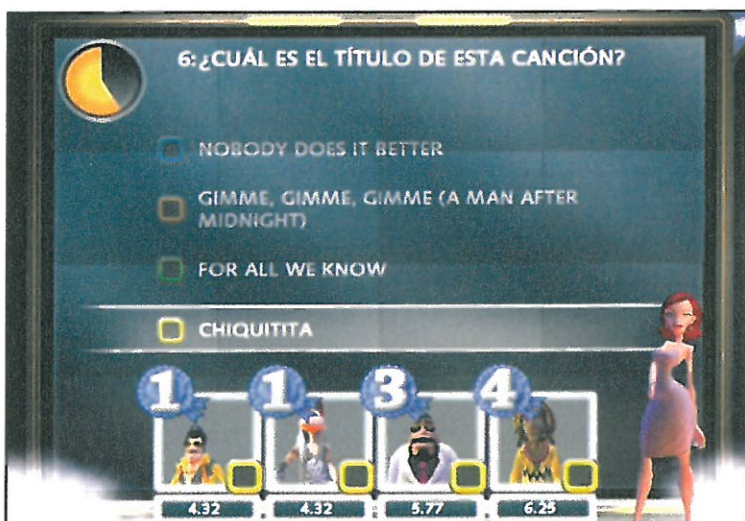 6:¿CUÁL ES EL TÍTULO DE ESTA CANCIÓN?
NOBODY DOES IT BETTER
GIMME, GIMME, GIMME (A MAN AFTER
MIDNIGHT)
FOR ALL WE KNOW
CHIQUITITA
1 1 3 4
4.32 4.32 5.77 6.25